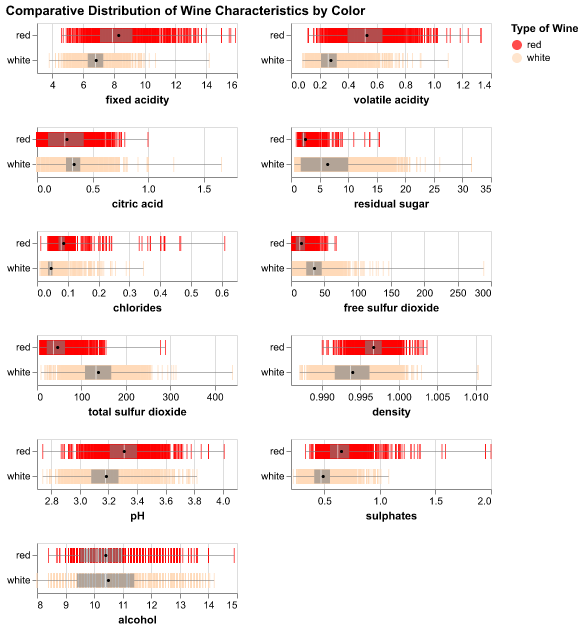 Comparative Distribution of Wine Characteristics by Color
Type of Wine
red
white
red
white
4 6 8 10 12 14 16
fixed acidity
red
white
0.0 0.2 0.4 0.6 0.8 1.0 1.2 1.4
volatile acidity
red
white
0.0 0.5 1.0 1.5
citric acid
red
white
0 5 10 15 20 25 30 35
residual sugar
red
white
0.0 0.1 0.2 0.3 0.4 0.5 0.6
chlorides
red
white
0 50 100 150 200 250 300
free sulfur dioxide
red
white
0 100 200 300 400
total sulfur dioxide
red
white
0.990 0.995 1.000 1.005 1.010
density
red
white
2.8 3.0 3.2 3.4 3.6 3.8 4.0
pH
red
white
0.5 1.0 1.5 2.0
sulphates
red
white
8 9 10 11 12 13 14 15
alcohol